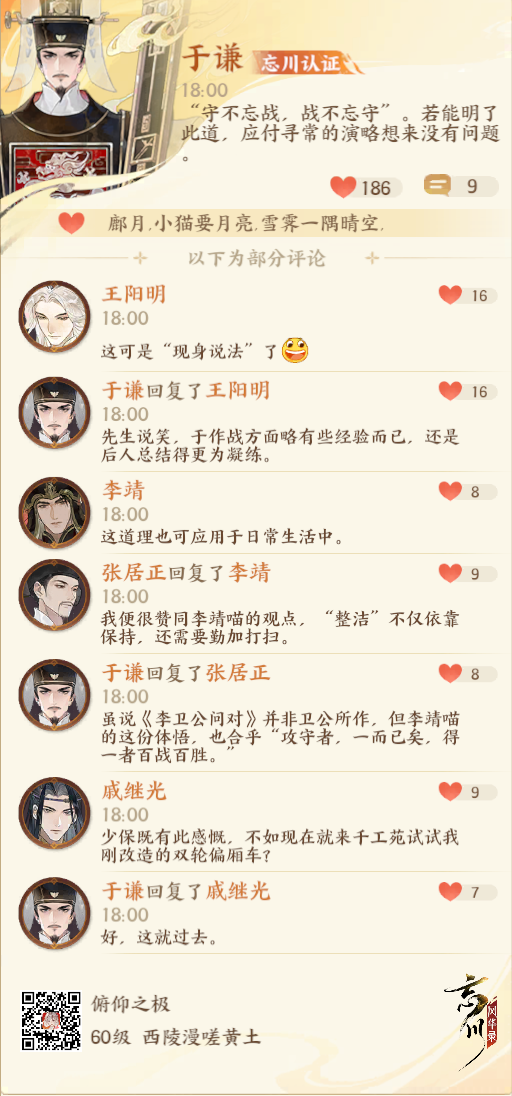 于谦 忘川认证
18:00
“守不忘战，战不忘守”。若能明了
此道，应付寻常的演略想来没有问题
。
186 9
鄜月,小猫要月亮,雪霁一隅晴空,
以下为部分评论
王阳明 16
18:00
这可是“现身说法”了
于谦回复了王阳明 16
18:00
先生说笑，于作战方面略有些经验而已，还是
后人总结得更为凝练。
李靖 8
18:00
这道理也可应用于日常生活中。
张居正回复了李靖 9
18:00
我便很赞同李靖喵的观点，“整洁”不仅依靠
保持，还需要勤加打扫。
于谦回复了张居正 8
18:00
虽说《李卫公问对》并非卫公所作，但李靖喵
的这份体悟，也合乎“攻守者，一而已矣，得
一者百战百胜。”
戚继光 9
18:00
少保既有此感慨，不如现在就来千工苑试试我
刚改造的双轮偏厢车？
于谦回复了戚继光 7
18:00
好，这就过去。
俯仰之极
60级 西陵漫嗟黄土
忘川
风华录